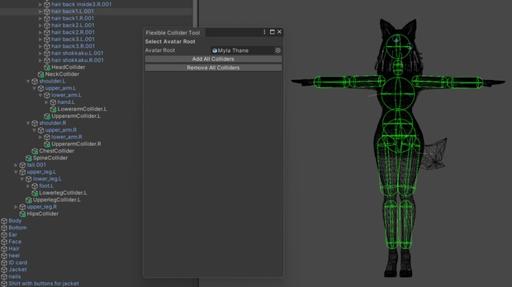 hair back inside3.R.001
hair back1.L.001
hair back1.R.001
hair back2.L.001
hair back2.R.001
hair back3.L.001
hair back3.R.001
hair shokkaku.L.001
hair shokkaku.R.001
HeadCollider
NeckCollider
shoulder.L
upper_arm.L
lower_arm.L
hand.L
LowerarmCollider.L
UpperarmCollider.L
shoulder.R
upper_arm.R
lower_arm.R
UpperarmCollider.R
ChestCollider
SpineCollider
tail.001
upper_leg.L
lower_leg.L
foot.L
LowerlegCollider.L
UpperlegCollider.L
upper_leg.R
HipsCollider
Body
Bottom
Ear
Face
Hair
heel
ID card
Jacket
nails
Shirt with buttons for jacket
Flexible Collider Tool
Select Avatar Root
Avatar Root
Myla Thane
Add All Colliders
Remove All Colliders